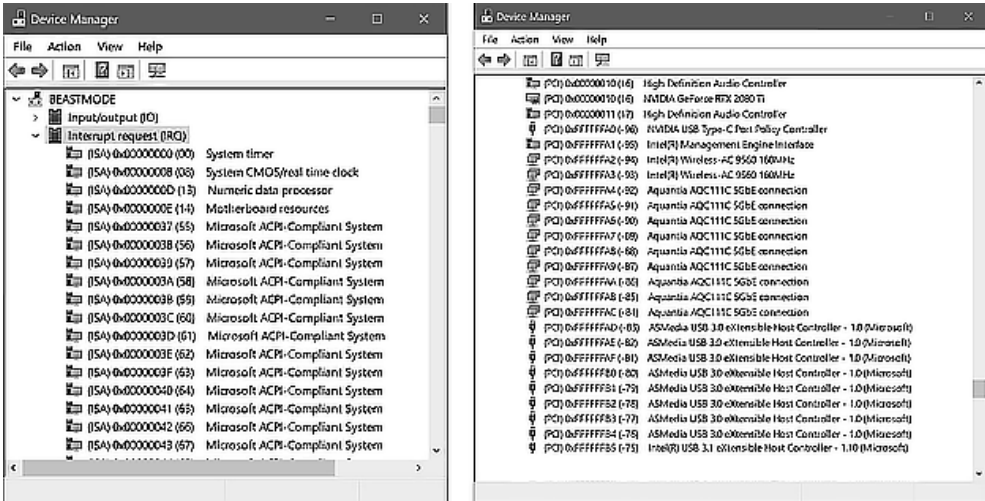 Device Manager
File Action View Help
BEASTMODE
Input/output (IO)
Interrupt request (IRQ)
(ISA) 0x00000000 (00) System timer
(ISA) 0x00000008 (08) System CMOS/real time clock
(ISA) 0x0000000D (13) Numeric data processor
(ISA) 0x0000000E (14) Motherboard resources
(ISA) 0x00000037 (55) Microsoft ACPI-Compliant System
(ISA) 0x00000038 (56) Microsoft ACPI-Compliant System
(ISA) 0x00000039 (57) Microsoft ACPI-Compliant System
(ISA) 0x0000003A (58) Microsoft ACPI-Compliant System
(ISA) 0x0000003B (59) Microsoft ACPI-Compliant System
(ISA) 0x0000003C (60) Microsoft ACPI-Compliant System
(ISA) 0x0000003D (61) Microsoft ACPI-Compliant System
(ISA) 0x0000003E (62) Microsoft ACPI-Compliant System
(ISA) 0x0000003F (63) Microsoft ACPI-Compliant System
(ISA) 0x00000040 (64) Microsoft ACPI-Compliant System
(ISA) 0x00000041 (65) Microsoft ACPI-Compliant System
(ISA) 0x00000042 (66) Microsoft ACPI-Compliant System
(ISA) 0x00000043 (67) Microsoft ACPI-Compliant System
Device Manager
File Action View Help
(PCI) 0x00000010 (16) High Definition Audio Controller
(PCI) 0x00000010 (16) NVIDIA GeForce RTX 2080 Ti
(PCI) 0x00000011 (17) High Definition Audio Controller
(PCI) 0xFFFFFFA0 (-96) NVIDIA USB Type-C Port Policy Controller
(PCI) 0xFFFFFFA1 (-95) Intel(R) Management Engine Interface
(PCI) 0xFFFFFFA2 (-94) Intel(R) Wireless-AC 9560 160MHz
(PCI) 0xFFFFFFA3 (-93) Intel(R) Wireless-AC 9560 160MHz
(PCI) 0xFFFFFFA4 (-92) Aquantia AQC111C 5GbE connection
(PCI) 0xFFFFFFA5 (-91) Aquantia AQC111C 5GbE connection
(PCI) 0xFFFFFFA6 (-90) Aquantia AQC111C 5GbE connection
(PCI) 0xFFFFFFA7 (-89) Aquantia AQC111C 5GbE connection
(PCI) 0xFFFFFFA8 (-88) Aquantia AQC111C 5GbE connection
(PCI) 0xFFFFFFA9 (-87) Aquantia AQC111C 5GbE connection
(PCI) 0xFFFFFFAA (-86) Aquantia AQC111C 5GbE connection
(PCI) 0xFFFFFFAB (-85) Aquantia AQC111C 5GbE connection
(PCI) 0xFFFFFFAC (-84) Aquantia AQC111C 5GbE connection
(PCI) 0xFFFFFFAD (-83) ASMedia USB 3.0 eXtensible Host Controller - 1.0 (Microsoft)
(PCI) 0xFFFFFFAE (-82) ASMedia USB 3.0 eXtensible Host Controller - 1.0 (Microsoft)
(PCI) 0xFFFFFFAF (-81) ASMedia USB 3.0 eXtensible Host Controller - 1.0 (Microsoft)
(PCI) 0xFFFFFFB0 (-80) ASMedia USB 3.0 eXtensible Host Controller - 1.0 (Microsoft)
(PCI) 0xFFFFFFB1 (-79) ASMedia USB 3.0 eXtensible Host Controller - 1.0 (Microsoft)
(PCI) 0xFFFFFFB2 (-78) ASMedia USB 3.0 eXtensible Host Controller - 1.0 (Microsoft)
(PCI) 0xFFFFFFB3 (-77) ASMedia USB 3.0 eXtensible Host Controller - 1.0 (Microsoft)
(PCI) 0xFFFFFFB4 (-76) ASMedia USB 3.0 eXtensible Host Controller - 1.0 (Microsoft)
(PCI) 0xFFFFFFB5 (-75) Intel(R) USB 3.1 eXtensible Host Controller - 1.10 (Microsoft)